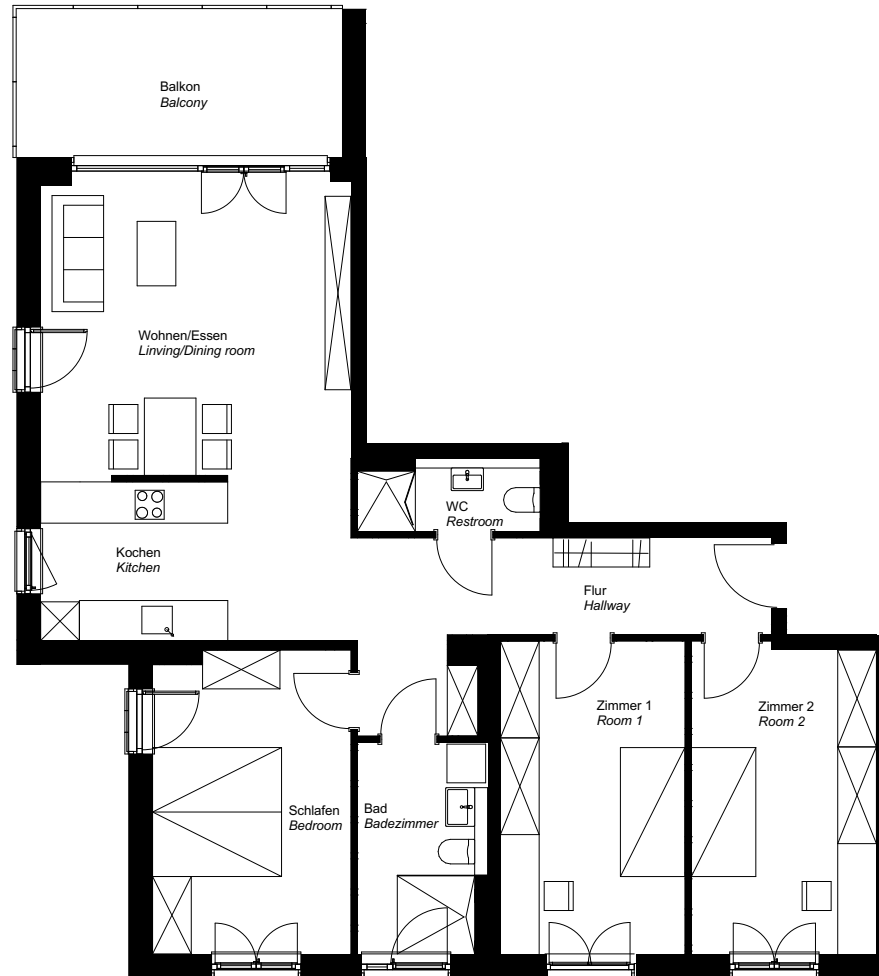 Balkon
Balcony
Wohnen/Essen
Linving/Dining room
WC
Restroom
Kochen
Kitchen
Flur
Hallway
Zimmer 1
Room 1
Zimmer 2
Room 2
Schlafen
Bedroom
Bad
Badezimmer